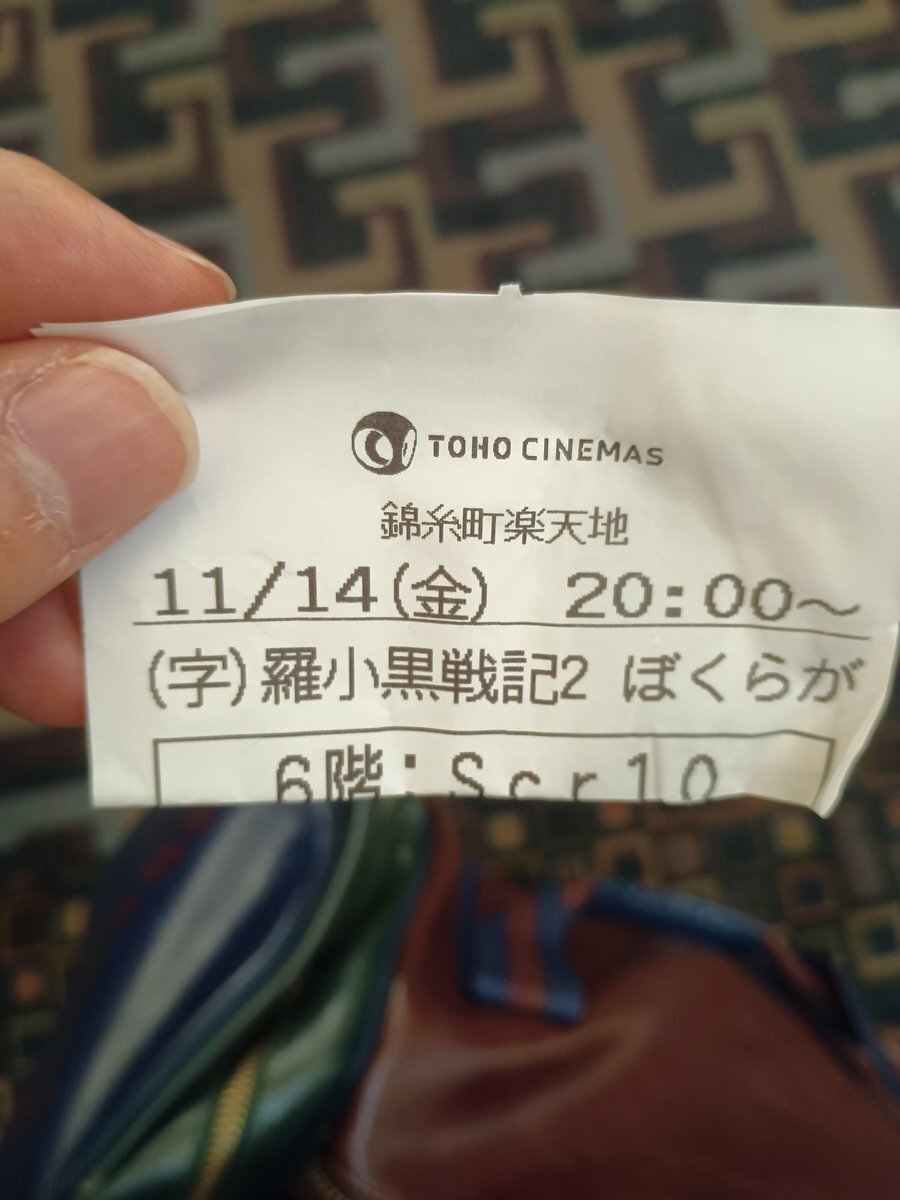 TOHO CINEMAS
錦糸町楽天地
11/14(金) 20:00～
(字)羅小黒戦記2 ぼくらが
6階:Scr10